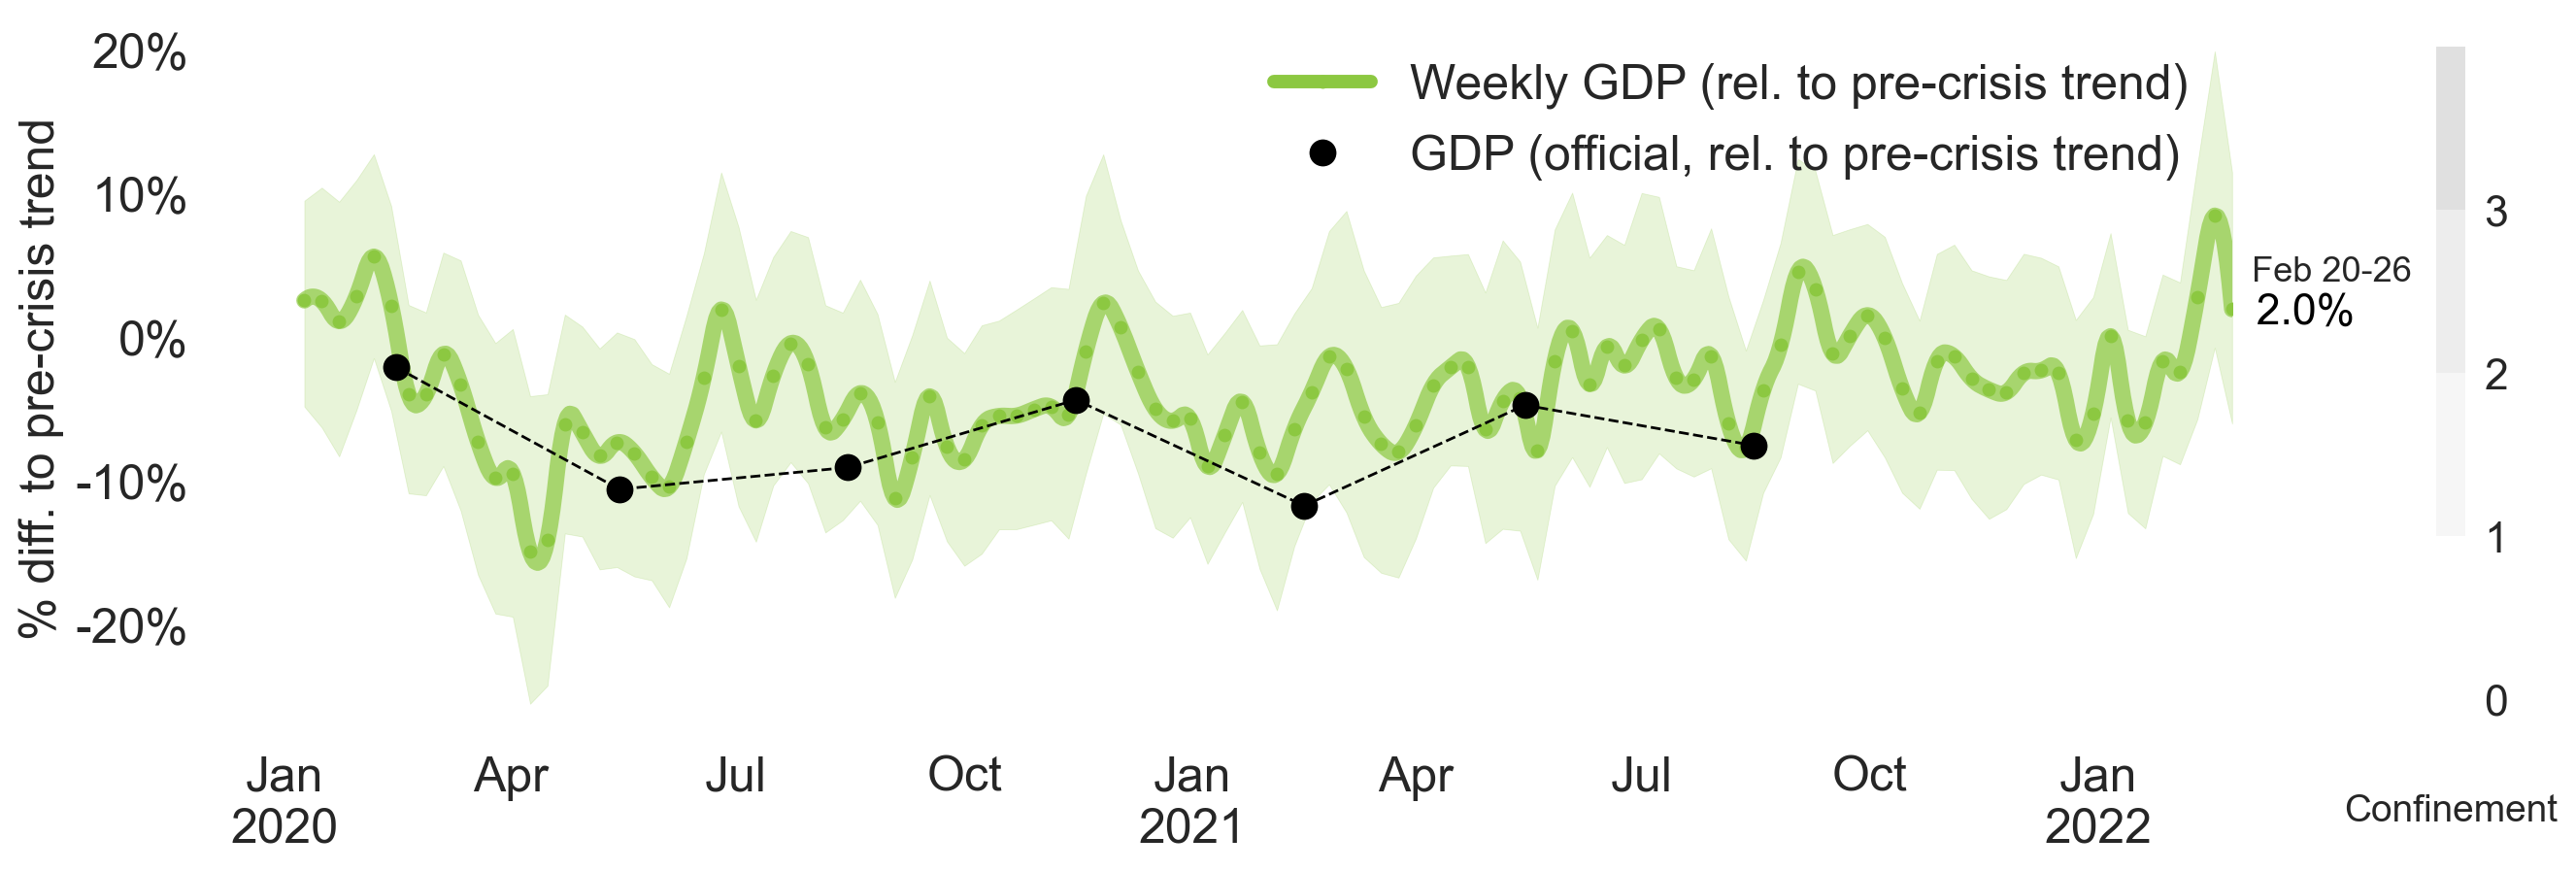 % diff. to pre-crisis trend
20%
10%
0%
-10%
-20%
Weekly GDP (rel. to pre-crisis trend)
GDP (official, rel. to pre-crisis trend)
Feb 20-26
2.0%
3
2
1
0
Confinement
Jan Apr Jul Oct Jan Apr Jul Oct Jan
2020 2021 2022